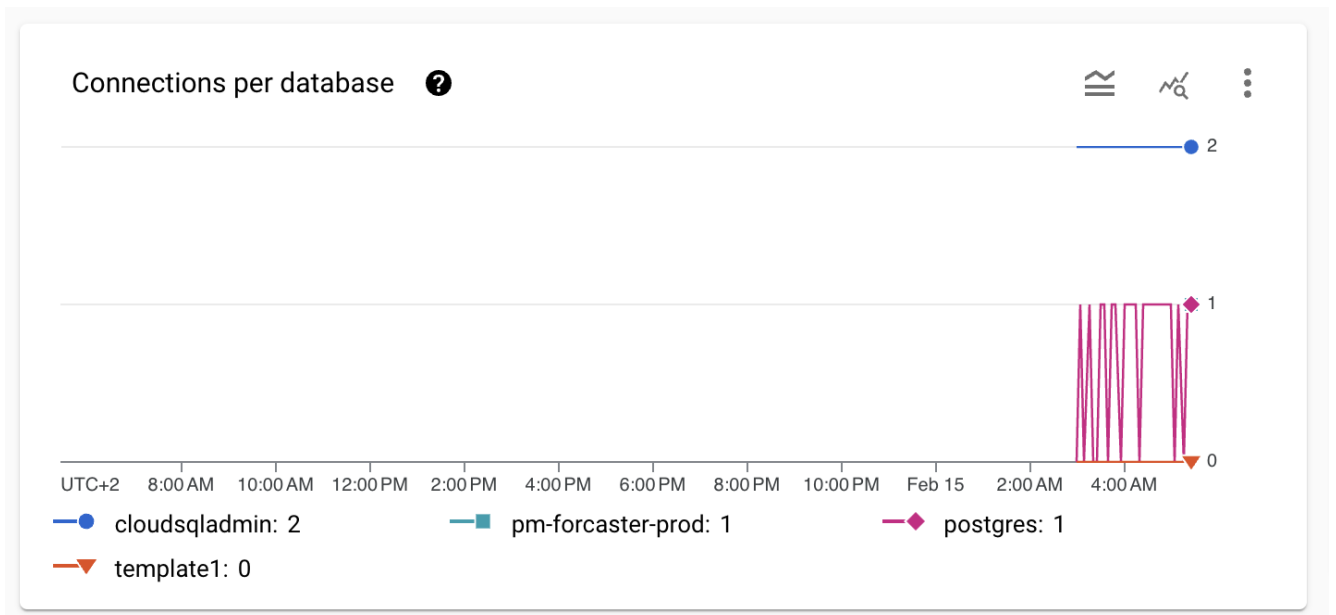 Connections per database ?
2
1
0
UTC+2 8:00 AM 10:00 AM 12:00 PM 2:00 PM 4:00 PM 6:00 PM 8:00 PM 10:00 PM Feb 15 2:00 AM 4:00 AM
cloudsqladmin: 2 pm-forcaster-prod: 1 postgres: 1
template1: 0